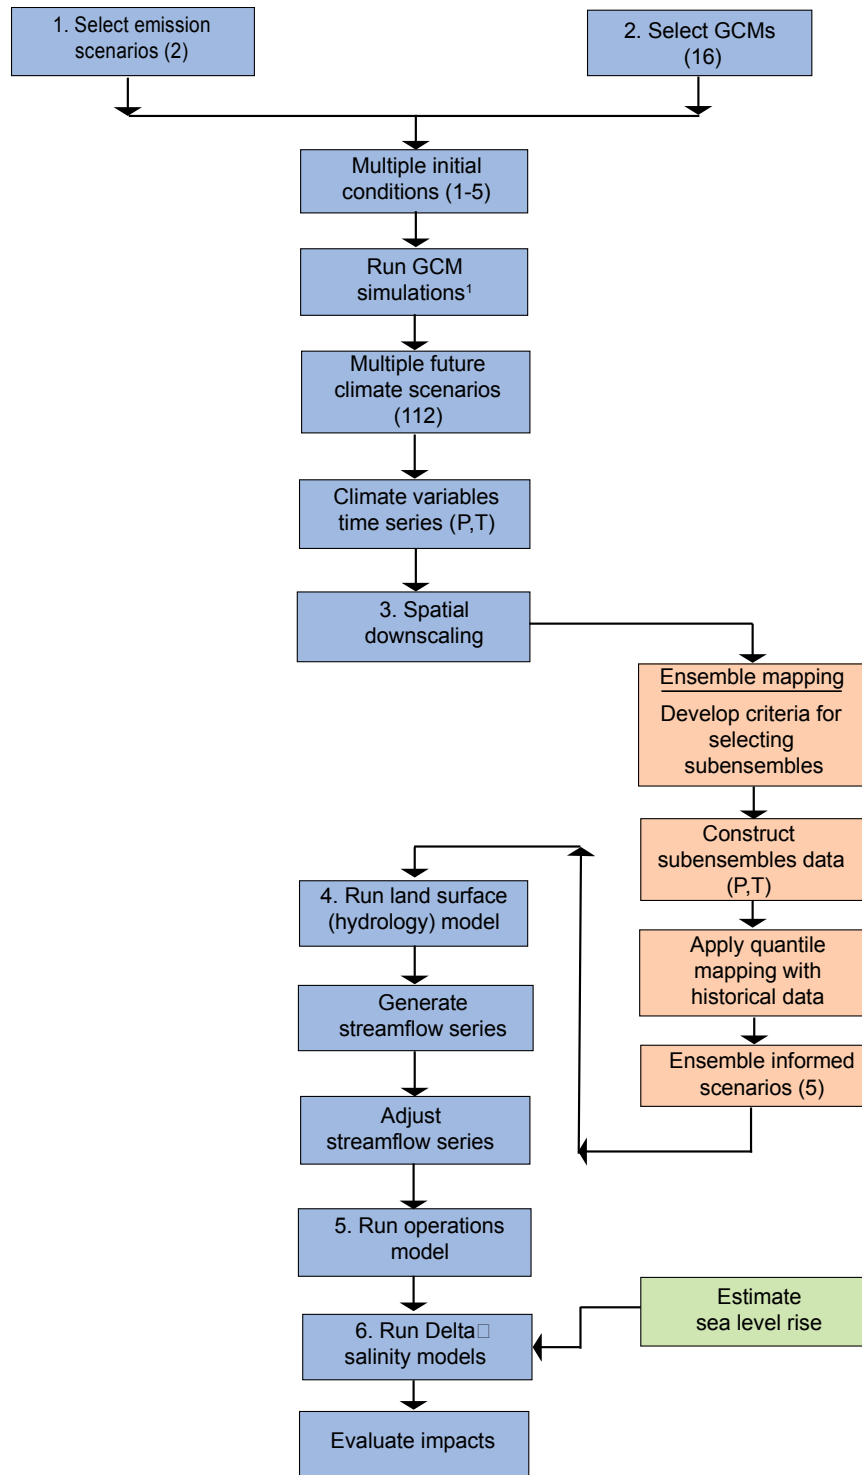 1. Select emission
scenarios (2)
2. Select GCMs
(16)
Multiple initial
conditions (1-5)
Run GCM
simulations¹
Multiple future
climate scenarios
(112)
Climate variables
time series (P,T)
3. Spatial
downscaling
Ensemble mapping
Develop criteria for
selecting
subensembles
Construct
subensembles data
(P,T)
Apply quantile
mapping with
historical data
Ensemble informed
scenarios (5)
4. Run land surface
(hydrology) model
Generate
streamflow series
Adjust
streamflow series
5. Run operations
model
Estimate
sea level rise
6. Run Delta□
salinity models
Evaluate impacts